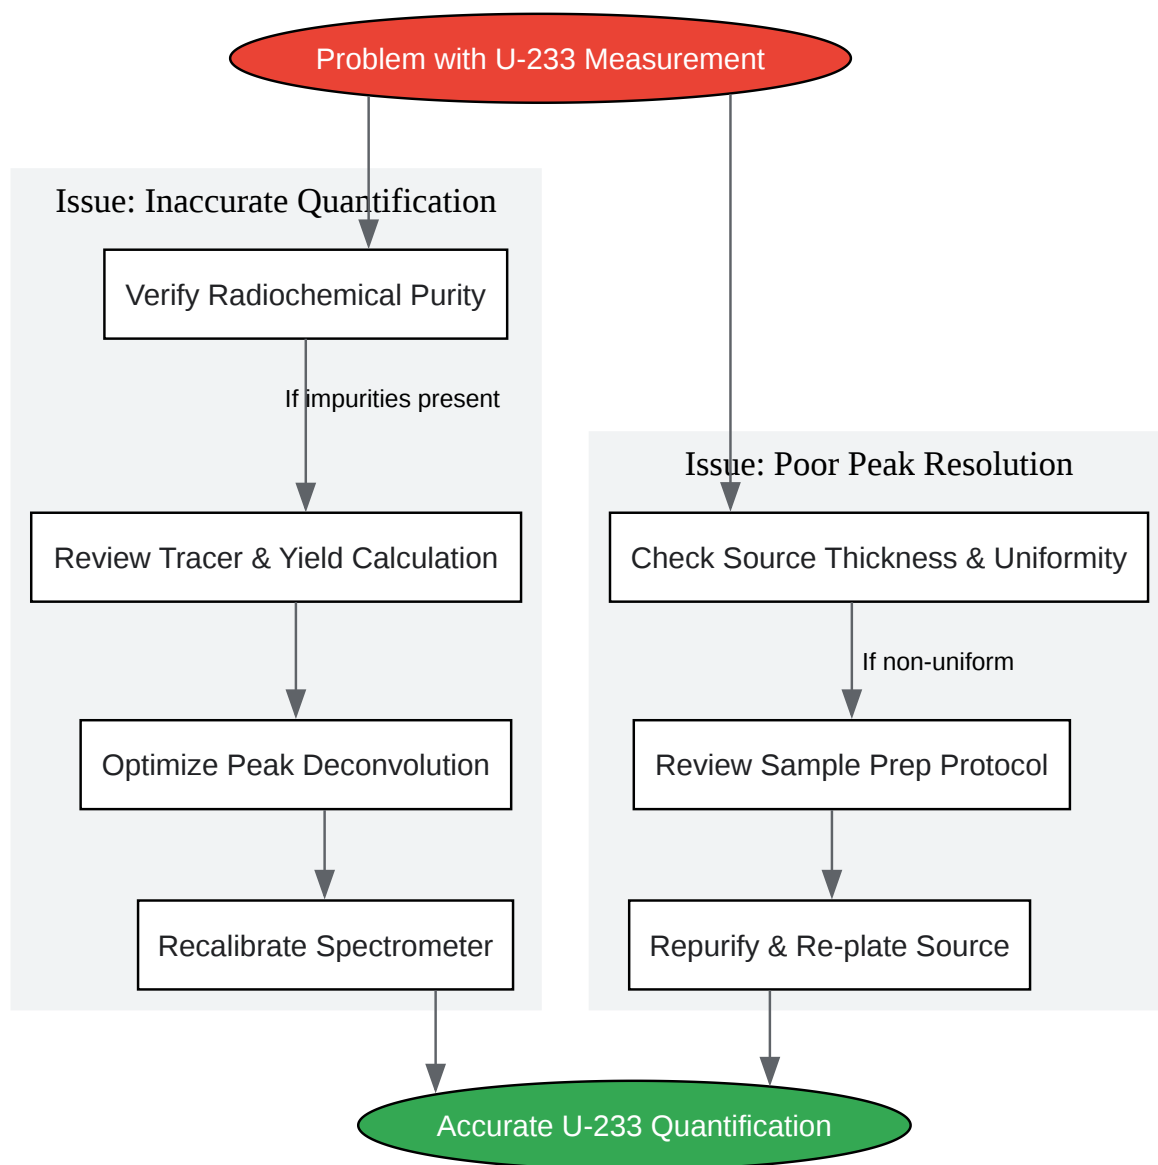 Problem with U-233 Measurement
Issue: Inaccurate Quantification
Verify Radiochemical Purity
If impurities present
Review Tracer & Yield Calculation
Optimize Peak Deconvolution
Recalibrate Spectrometer
Issue: Poor Peak Resolution
Check Source Thickness & Uniformity
If non-uniform
Review Sample Prep Protocol
Repurify & Re-plate Source
Accurate U-233 Quantification